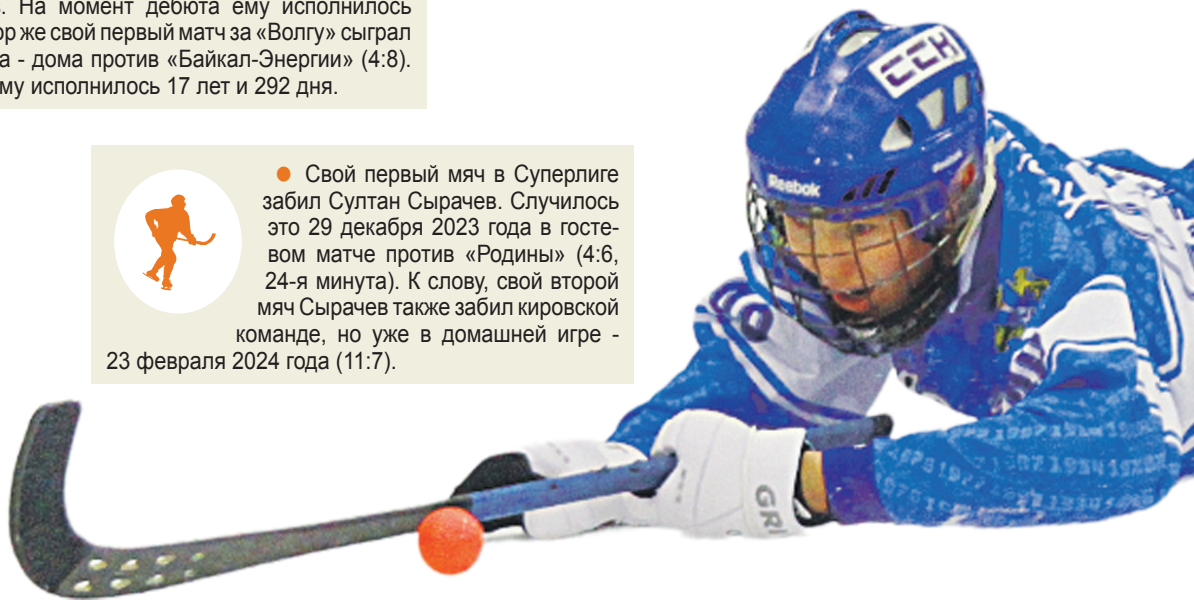 На момент дебюта ему исполнилось
же свой первый матч за «Волгу» сыграл
- дома против «Байкал-Энергии» (4:8).
исполнилось 17 лет и 292 дня.
● Свой первый мяч в Суперлиге
забил Султан Сырачев. Случилось
это 29 декабря 2023 года в госте-
вом матче против «Родины» (4:6,
24-я минута). К слову, свой второй
мяч Сырачев также забил кировской
команде, но уже в домашней игре -
23 февраля 2024 года (11:7).
CCM
Reebok